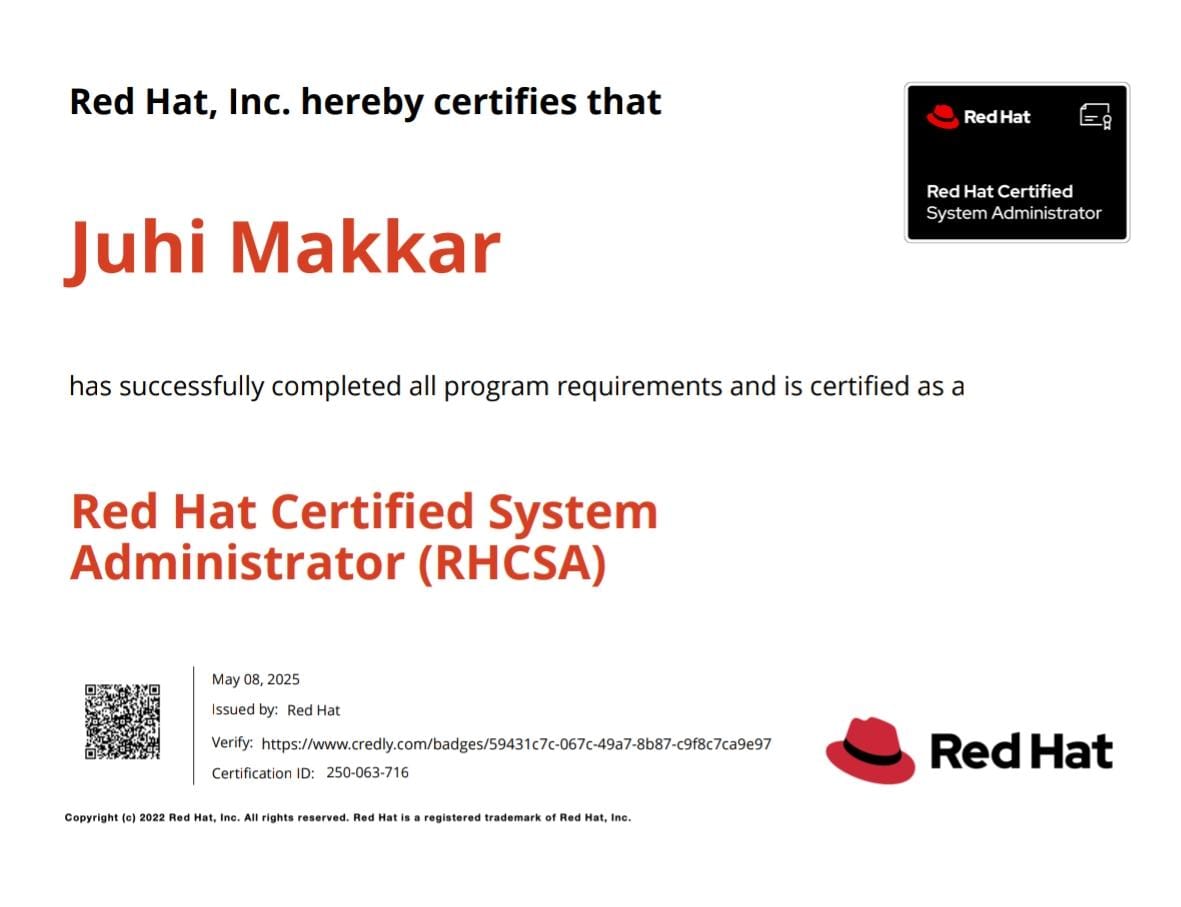 Red Hat, Inc. hereby certifies that
Red Hat
Red Hat Certified
System Administrator
Juhi Makkar
has successfully completed all program requirements and is certified as a
Red Hat Certified System
Administrator (RHCSA)
May 08, 2025
Issued by: Red Hat
Verify: https://www.credly.com/badges/59431c7c-067c-49a7-8b87-c9f8c7ca9e97
Certification ID: 250-063-716
Red Hat
Copyright (c) 2022 Red Hat, Inc. All rights reserved. Red Hat is a registered trademark of Red Hat, Inc.